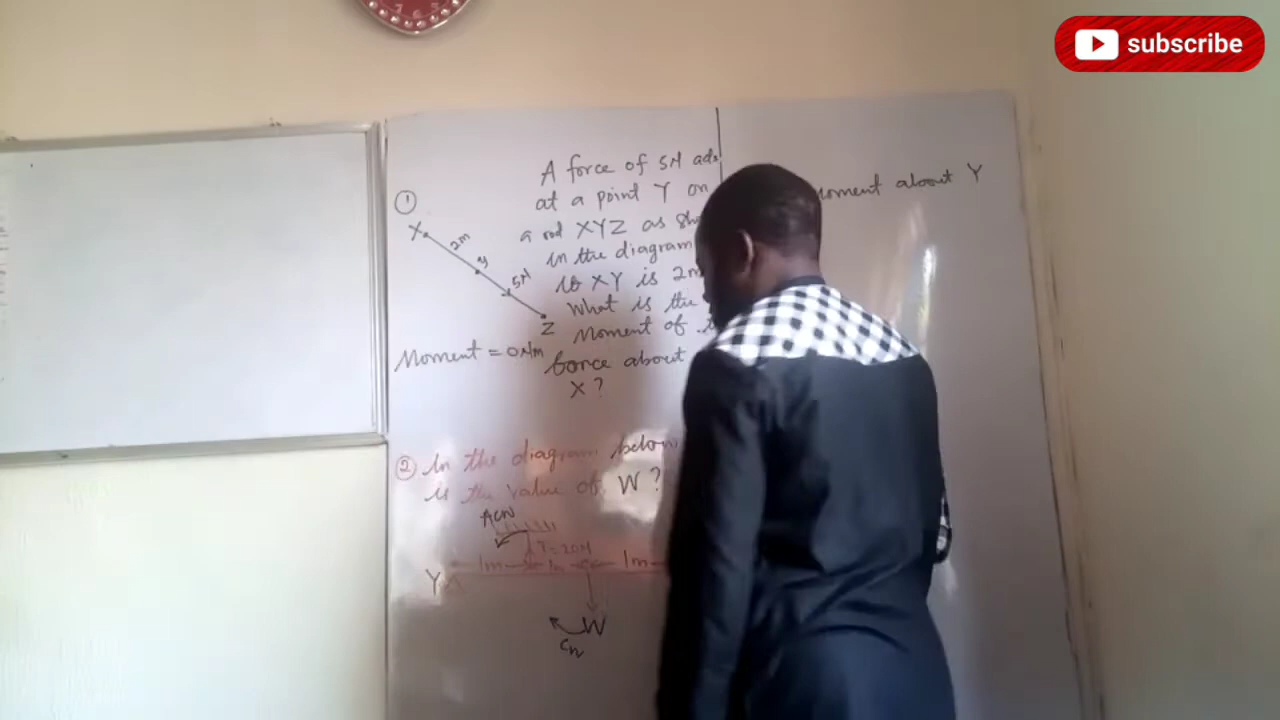 subscribe
①
A force of 5N acts
at a point Y on
a rod XYZ as
in the diagram
XY is 2m
What is the
Moment of
force about
X?
X
2m
y
5N
Z
Moment = 0Nm
② In the diagram below
is the value of W?
ACW
T = 20N
Y
1m
1m
W
CW
moment about Y